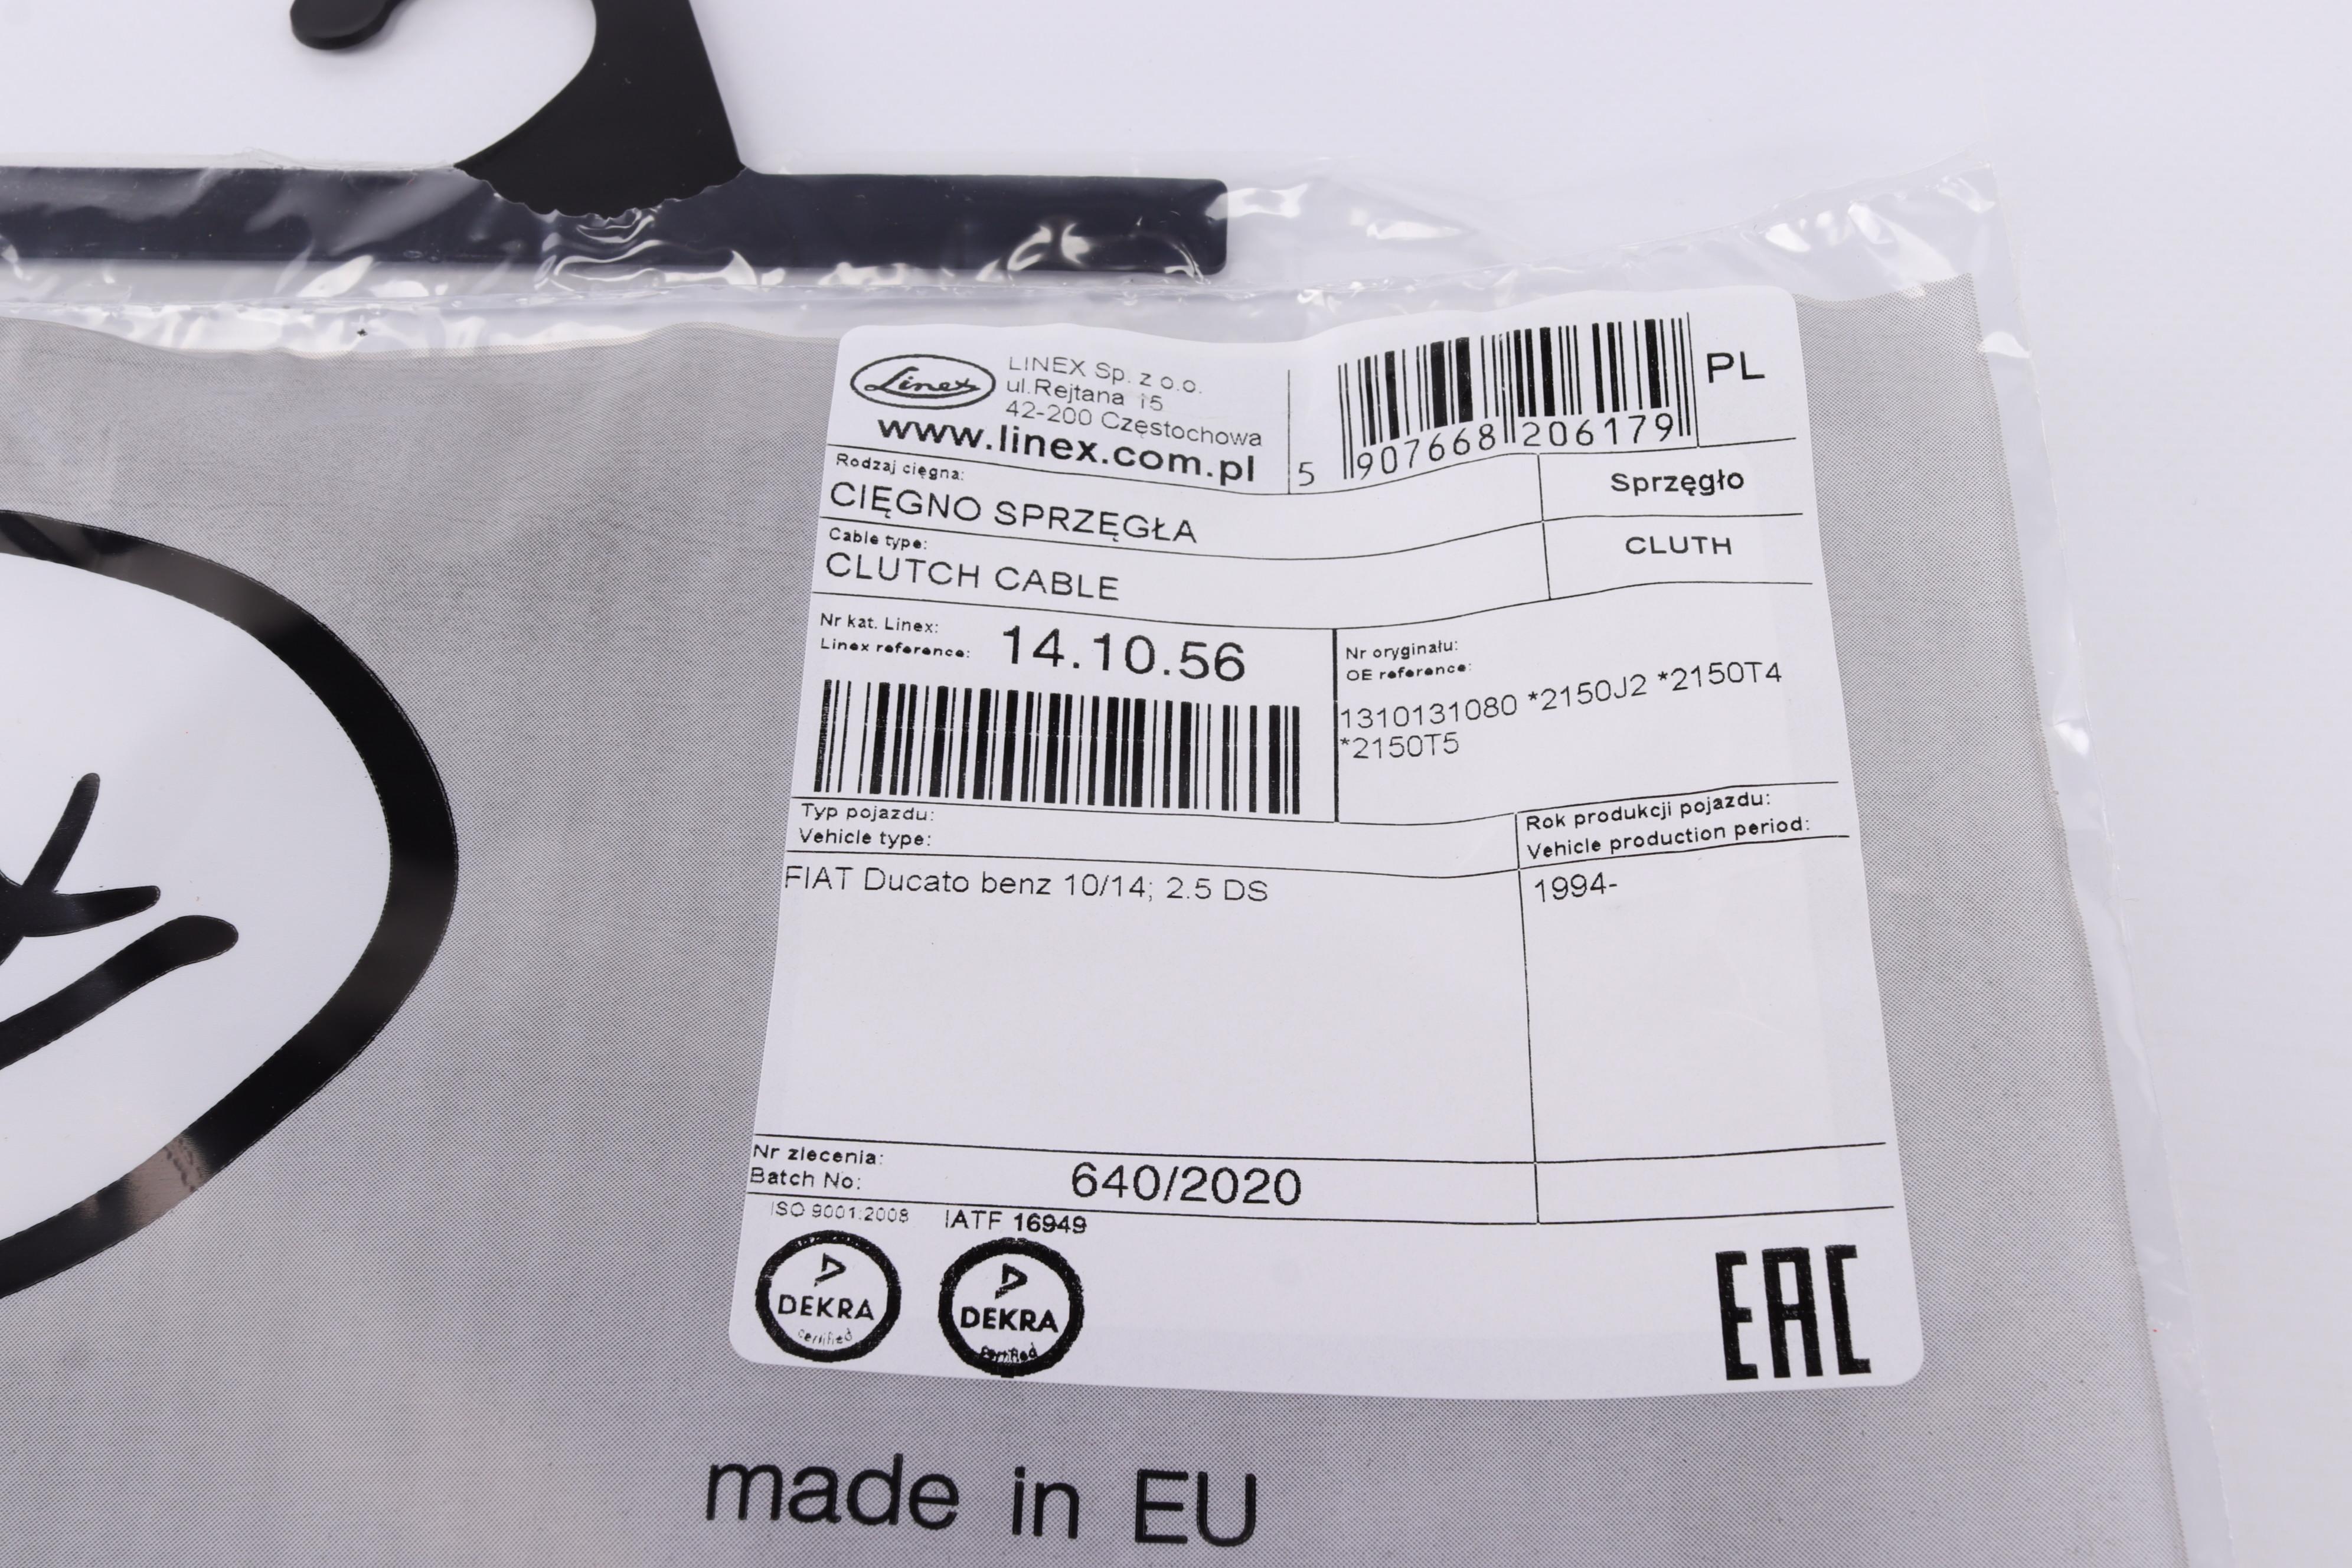 Linex
LINEX Sp. z o.o.
ul.Rejtana 15
42-200 Częstochowa
www.linex.com.pl
5 907668 206179
PL
Rodzaj cięgna:
CIĘGNO SPRZĘGŁA
Sprzęgło
Cable type:
CLUTCH CABLE
CLUTH
Nr kat. Linex:
Linex reference:
14.10.56
Nr oryginału:
OE reference:
1310131080 *2150J2 *2150T4
*2150T5
Typ pojazdu:
Vehicle type:
Rok produkcji pojazdu:
Vehicle production period:
FIAT Ducato benz 10/14; 2.5 DS
1994-
Nr zlecenia:
Batch No:
640/2020
ISO 9001:2008
IATF 16949
DEKRA
certified
DEKRA
certified
EAC
made in EU